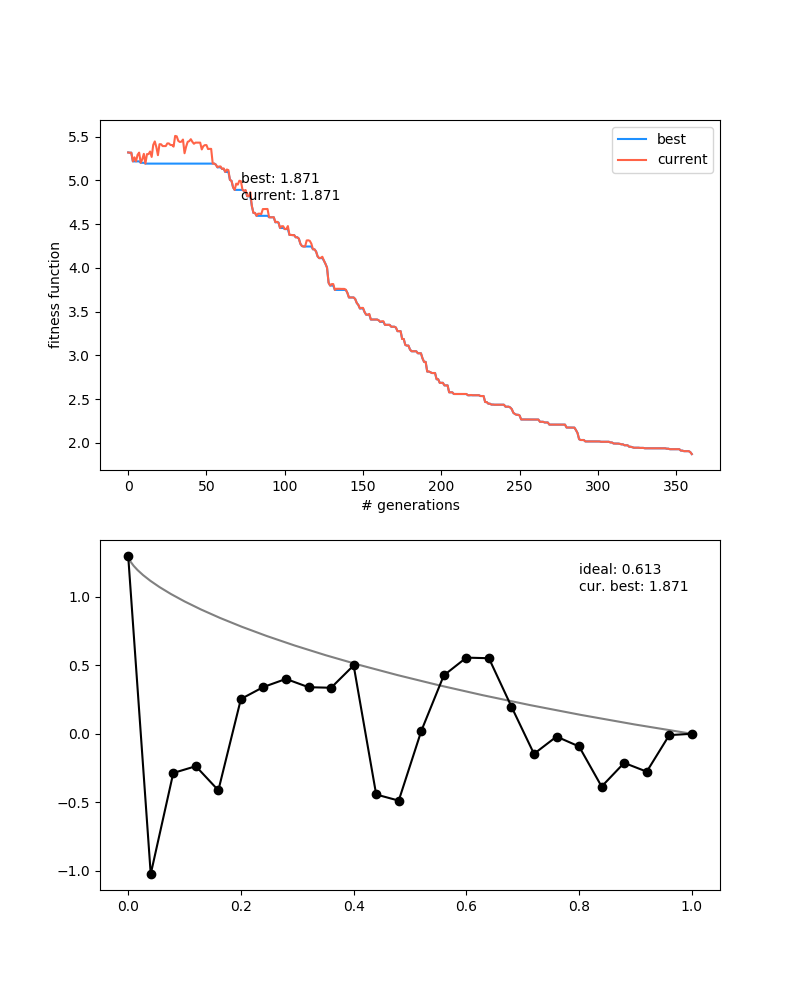 5.5
5.0
4.5
4.0
3.5
3.0
2.5
2.0
fitness function
best
current
best: 1.871
current: 1.871
0 50 100 150 200 250 300 350
# generations
1.0
0.5
0.0
−0.5
−1.0
ideal: 0.613
cur. best: 1.871
0.0 0.2 0.4 0.6 0.8 1.0